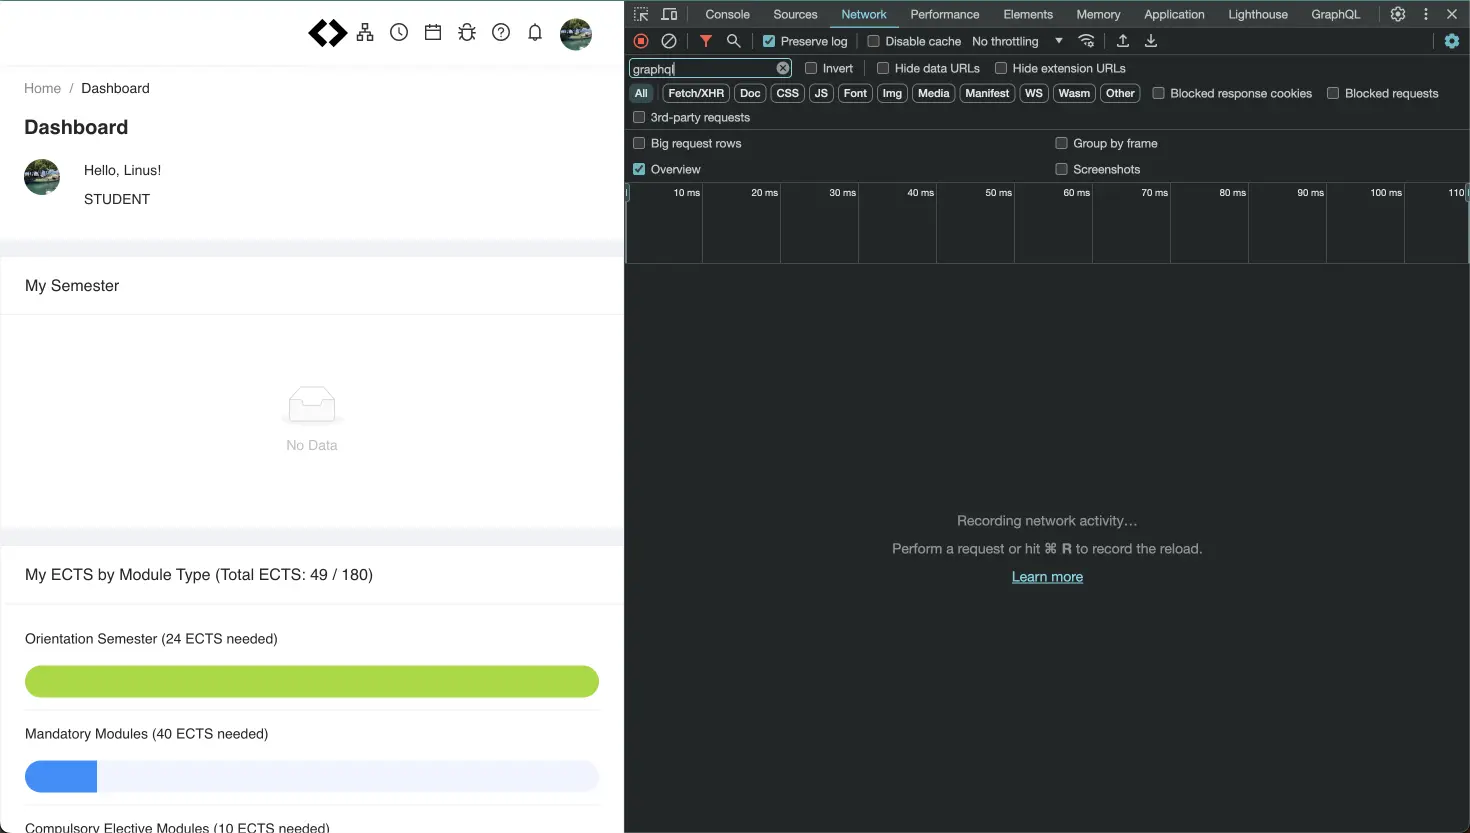 Home / Dashboard
Dashboard
Hello, Linus!
STUDENT
My Semester
No Data
My ECTS by Module Type (Total ECTS: 49 / 180)
Orientation Semester (24 ECTS needed)
Mandatory Modules (40 ECTS needed)
Compulsory Elective Modules (10 ECTS needed)
Console Sources Network Performance Elements Memory Application Lighthouse GraphQL
Preserve log Disable cache No throttling
graphql Invert Hide data URLs Hide extension URLs
All Fetch/XHR Doc CSS JS Font Img Media Manifest WS Wasm Other Blocked response cookies Blocked requests
3rd-party requests
Big request rows Group by frame
Overview Screenshots
10 ms 20 ms 30 ms 40 ms 50 ms 60 ms 70 ms 80 ms 90 ms 100 ms 110
Recording network activity…
Perform a request or hit ⌘ R to record the reload.
Learn more